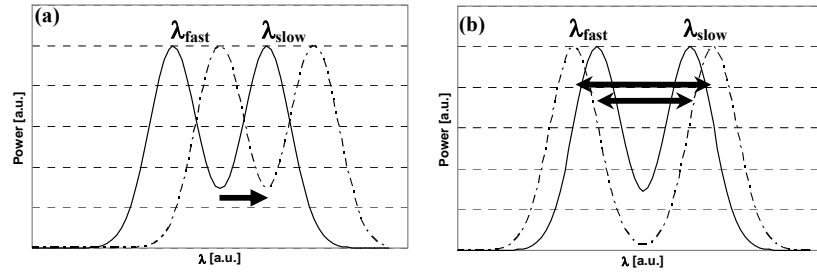 (a)
λfast
λslow
Power [a.u.]
λ [a.u.]
(b)
λfast
λslow
Power [a.u.]
λ [a.u.]